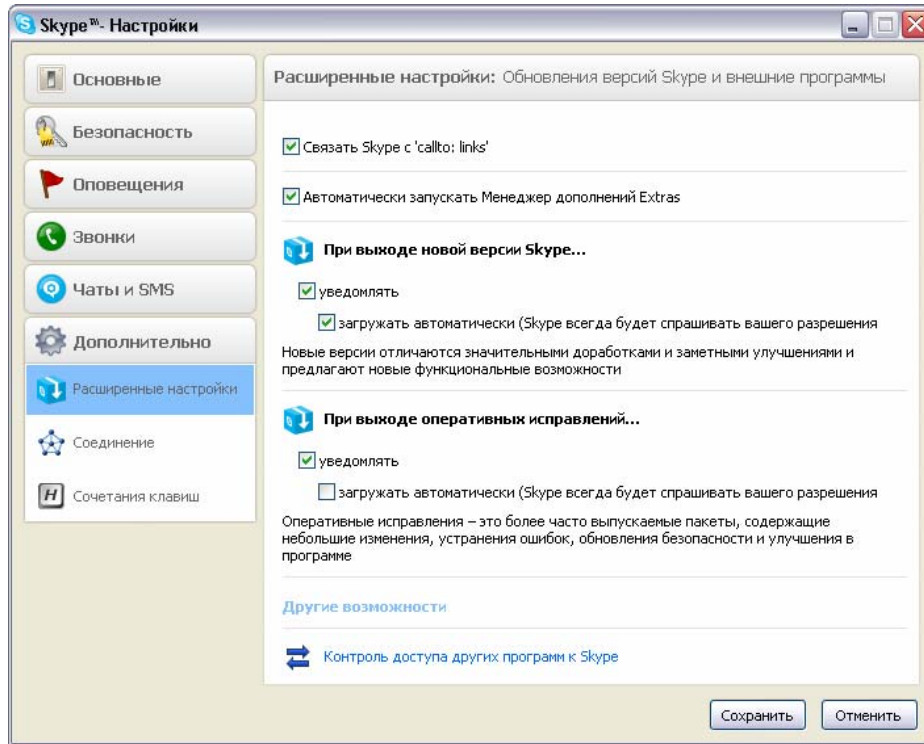 Skype™- Настройки
Основные
Безопасность
Оповещения
Звонки
Чаты и SMS
Дополнительно
Расширенные настройки
Соединение
H Сочетания клавиш
Расширенные настройки: Обновления версий Skype и внешние программы
Связать Skype с 'callto: links'
Автоматически запускать Менеджер дополнений Extras
При выходе новой версии Skype...
уведомлять
загружать автоматически (Skype всегда будет спрашивать вашего разрешения
Новые версии отличаются значительными доработками и заметными улучшениями и
предлагают новые функциональные возможности
При выходе оперативных исправлений...
уведомлять
загружать автоматически (Skype всегда будет спрашивать вашего разрешения
Оперативные исправления – это более часто выпускаемые пакеты, содержащие
небольшие изменения, устранения ошибок, обновления безопасности и улучшения в
программе
Другие возможности
Контроль доступа других программ к Skype
Сохранить
Отменить